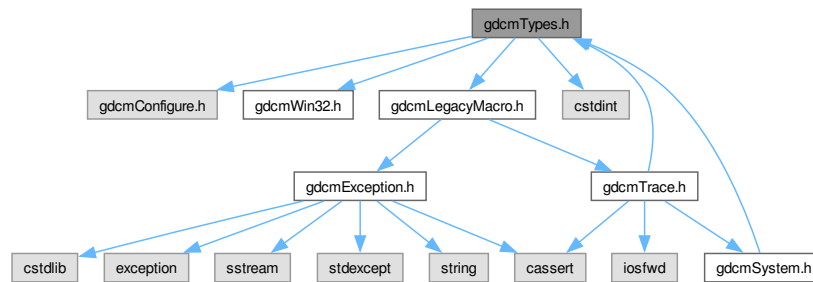 gdcmTypes.h
gdcmConfigure.h
gdcmWin32.h
gdcmLegacyMacro.h
cstdint
gdcmException.h
gdcmTrace.h
cstdlib
exception
sstream
stdexcept
string
cassert
iosfwd
gdcmSystem.h